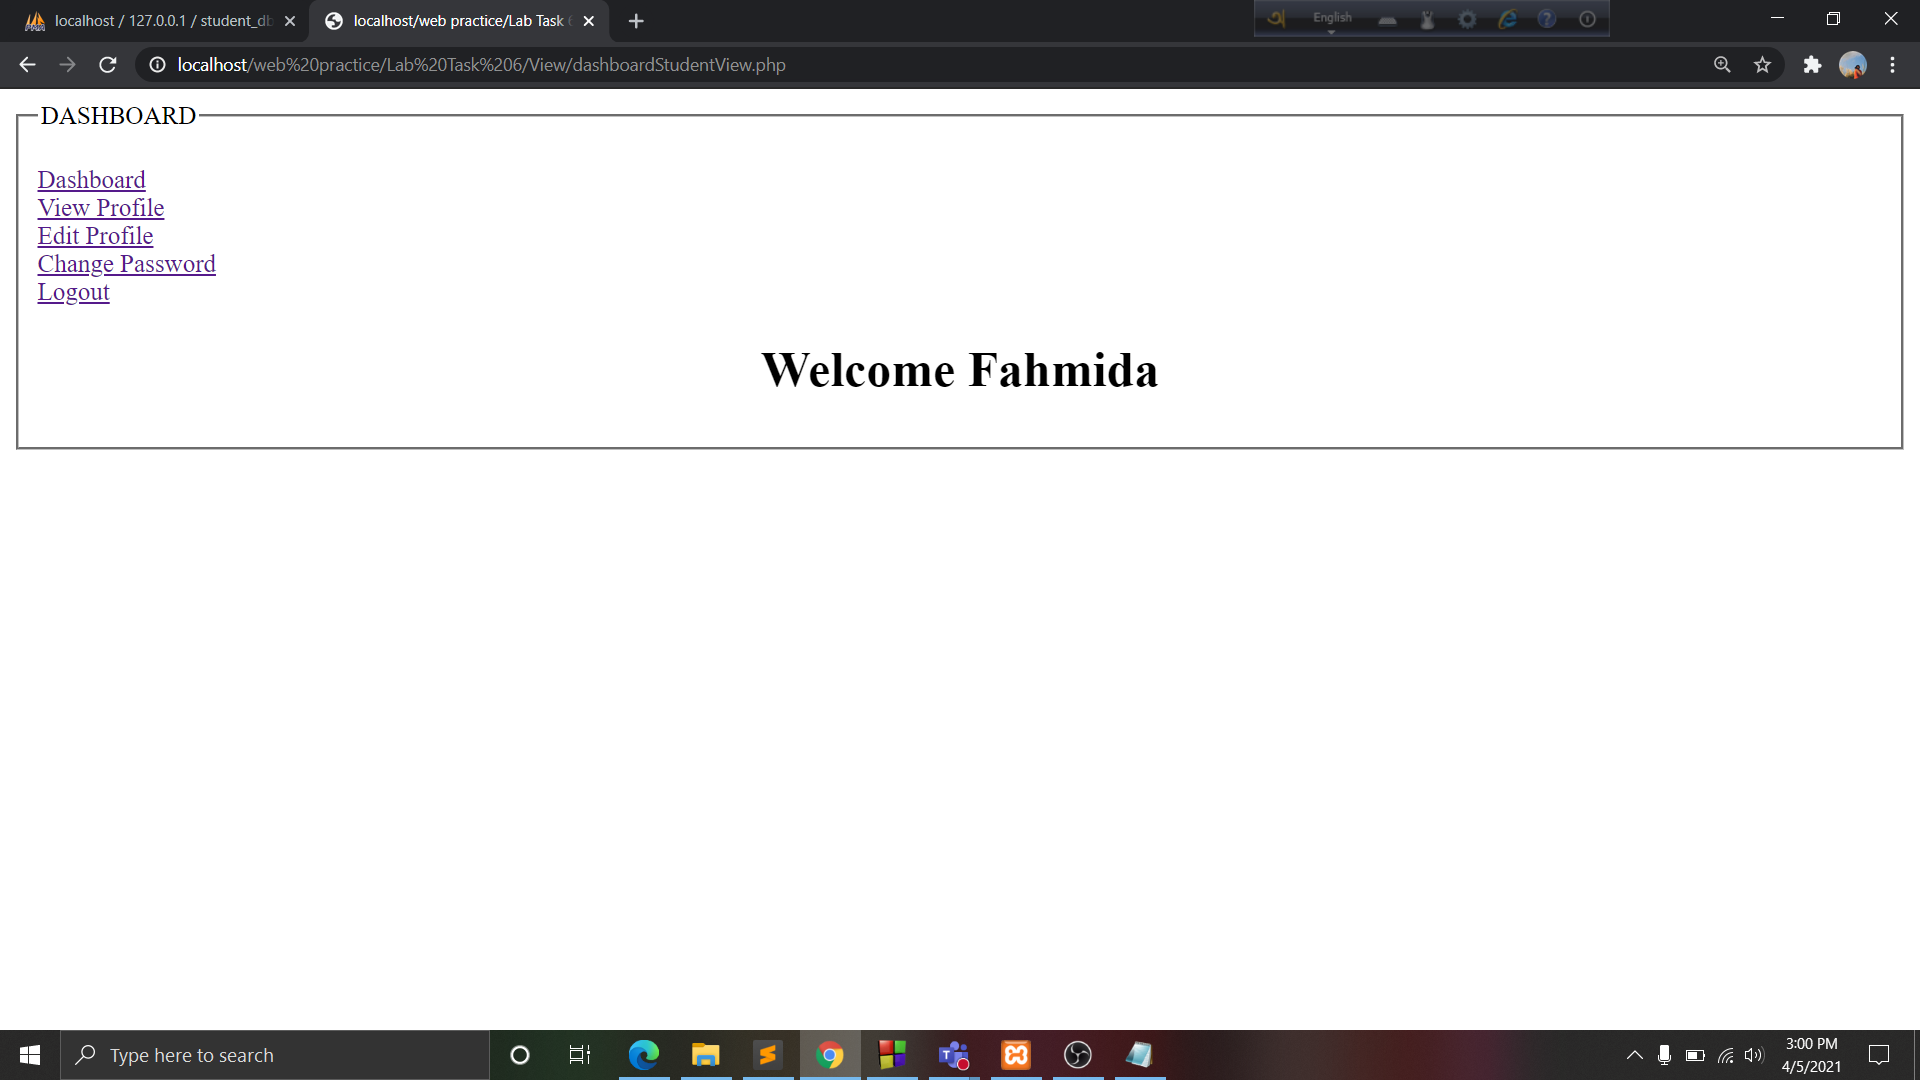 localhost / 127.0.0.1 / student_db
localhost/web practice/Lab Task 6
English
localhost/web%20practice/Lab%20Task%206/View/dashboardStudentView.php
DASHBOARD
Dashboard
View Profile
Edit Profile
Change Password
Logout
Welcome Fahmida
Type here to search
3:00 PM
4/5/2021